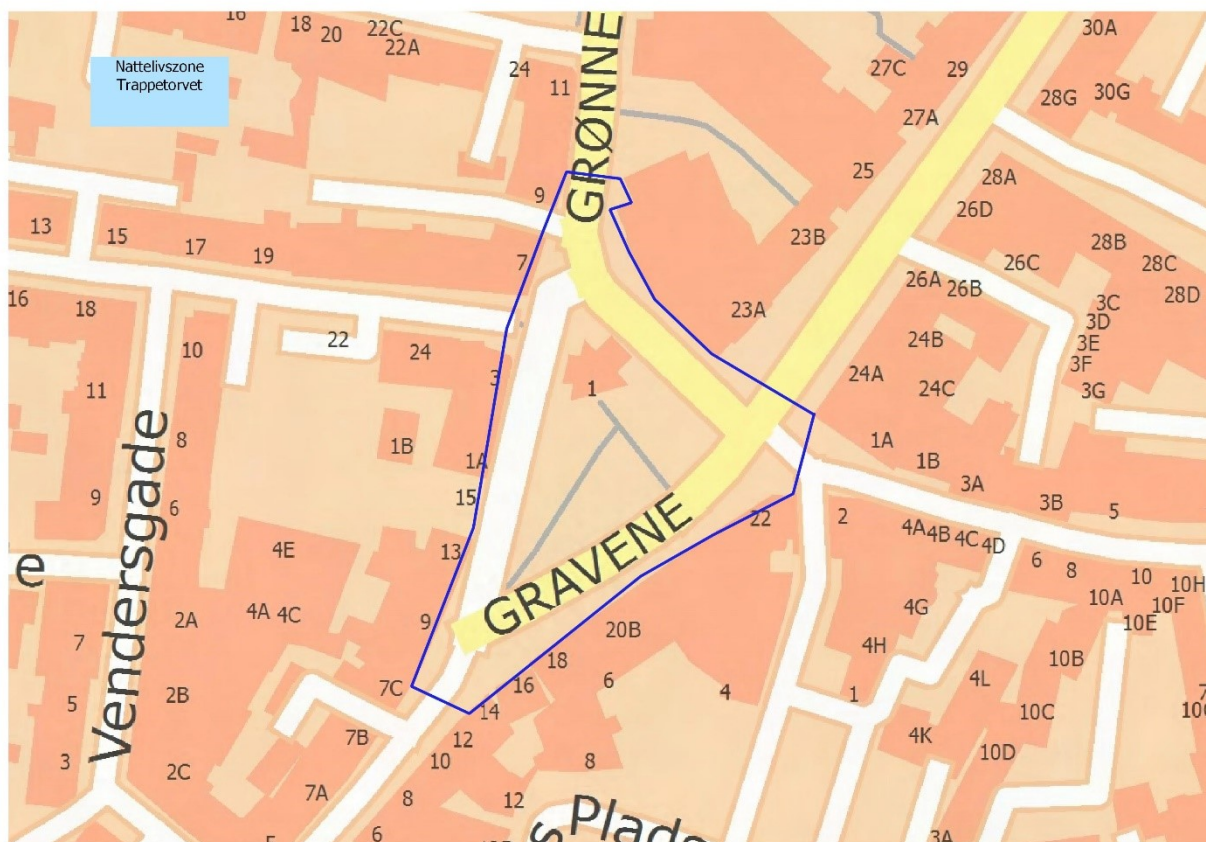 16
18
20
22C
22A
24
11
GRØNNE
27C
29
27A
30A
30G
28G
Nattelivszone
Trappetorvet
25
28A
26D
9
23B
28B
26C
28C
28D
13
15
17
19
7
26A
26B
3C
3D
3E
3F
3G
16
18
22
10
24
3
23A
24B
24A
24C
1
11
8
1B
1A
1A
1B
3A
3B
5
9
6
15
22
2
4A
4B
4C
4D
13
4E
GRAVENE
6
8
10
10H
10A
10F
10E
e
Vendersgade
4A
4C
2A
9
20B
4G
4H
7
18
6
16
4
10B
4L
1
5
2B
7C
14
10C
3
7B
12
10
4K
10D
2C
7A
8
12
8
6
s Plads
3A